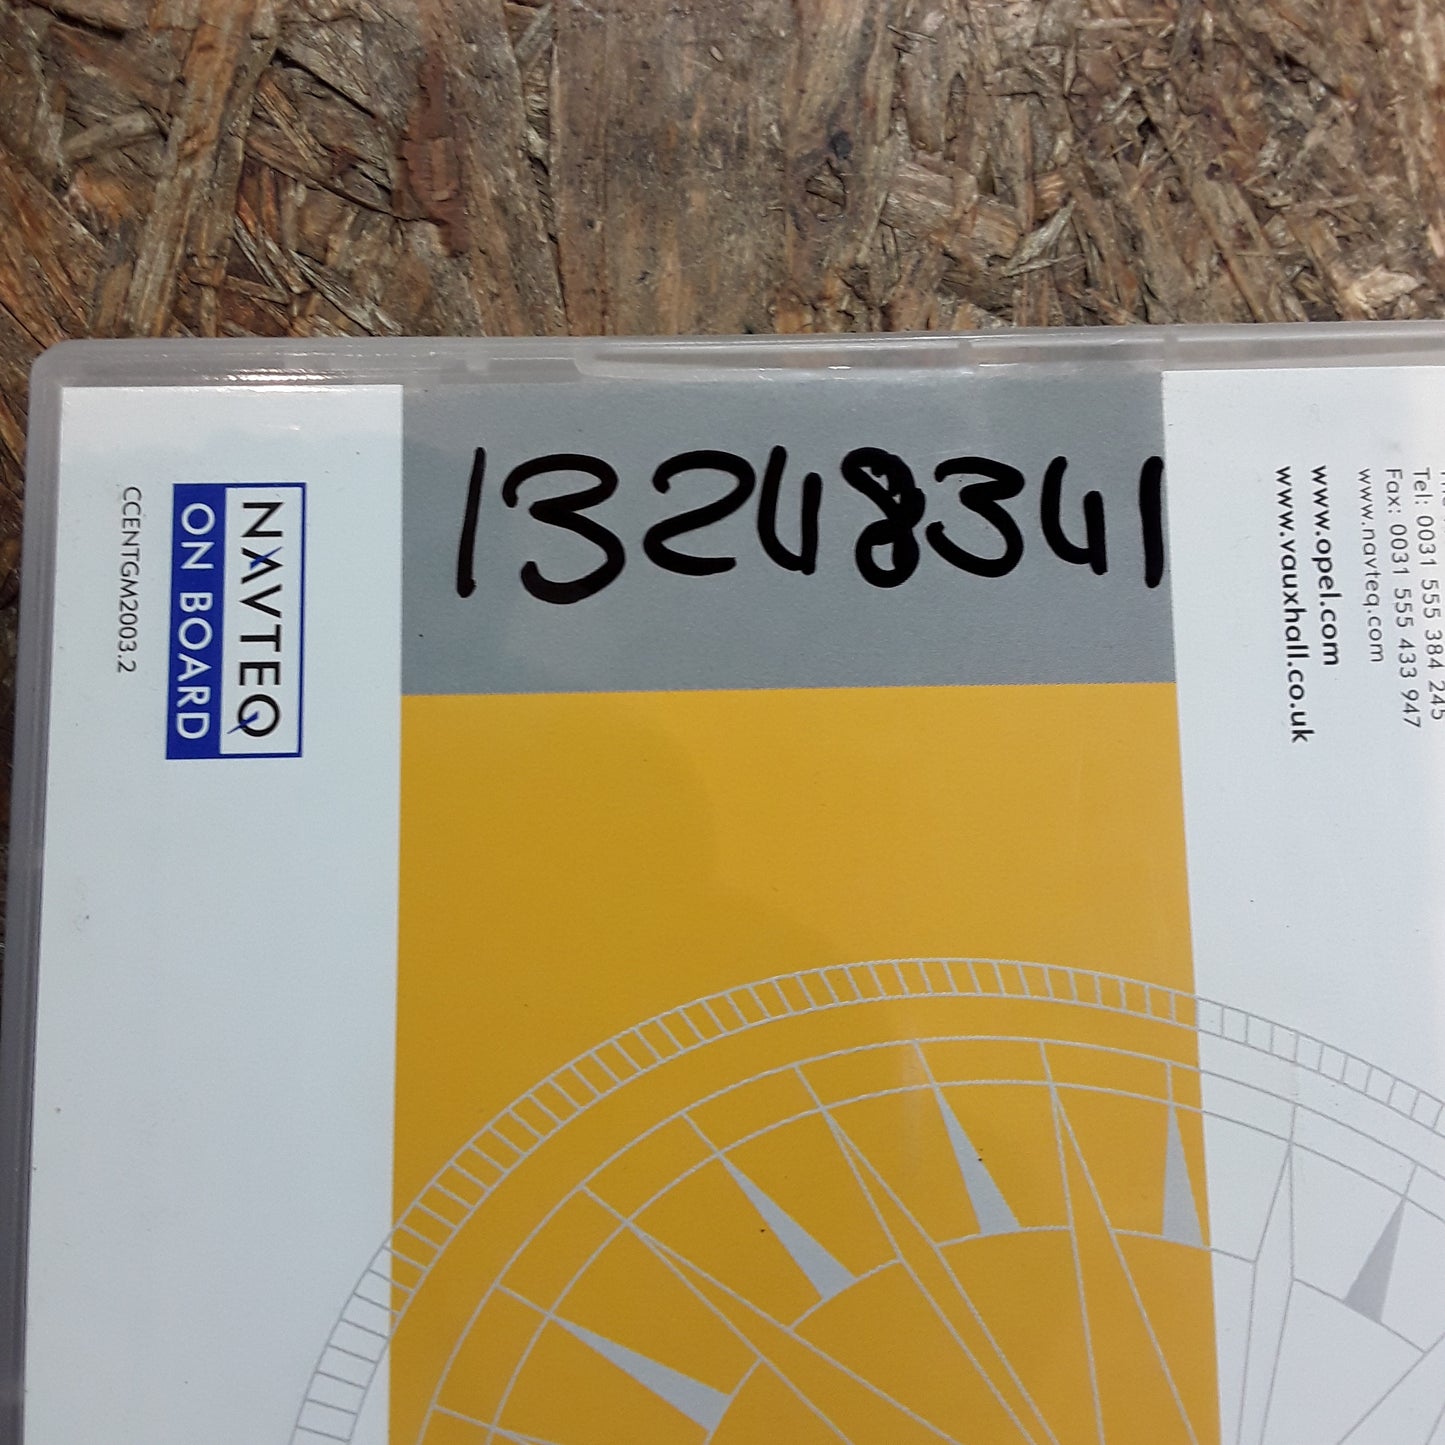 13248341
NAVTEQ
ON BOARD
CCENTGM2003.2
Tel: 0031 555 384 245
Fax: 0031 555 433 947
www.navteq.com
www.opel.com
www.vauxhall.co.uk